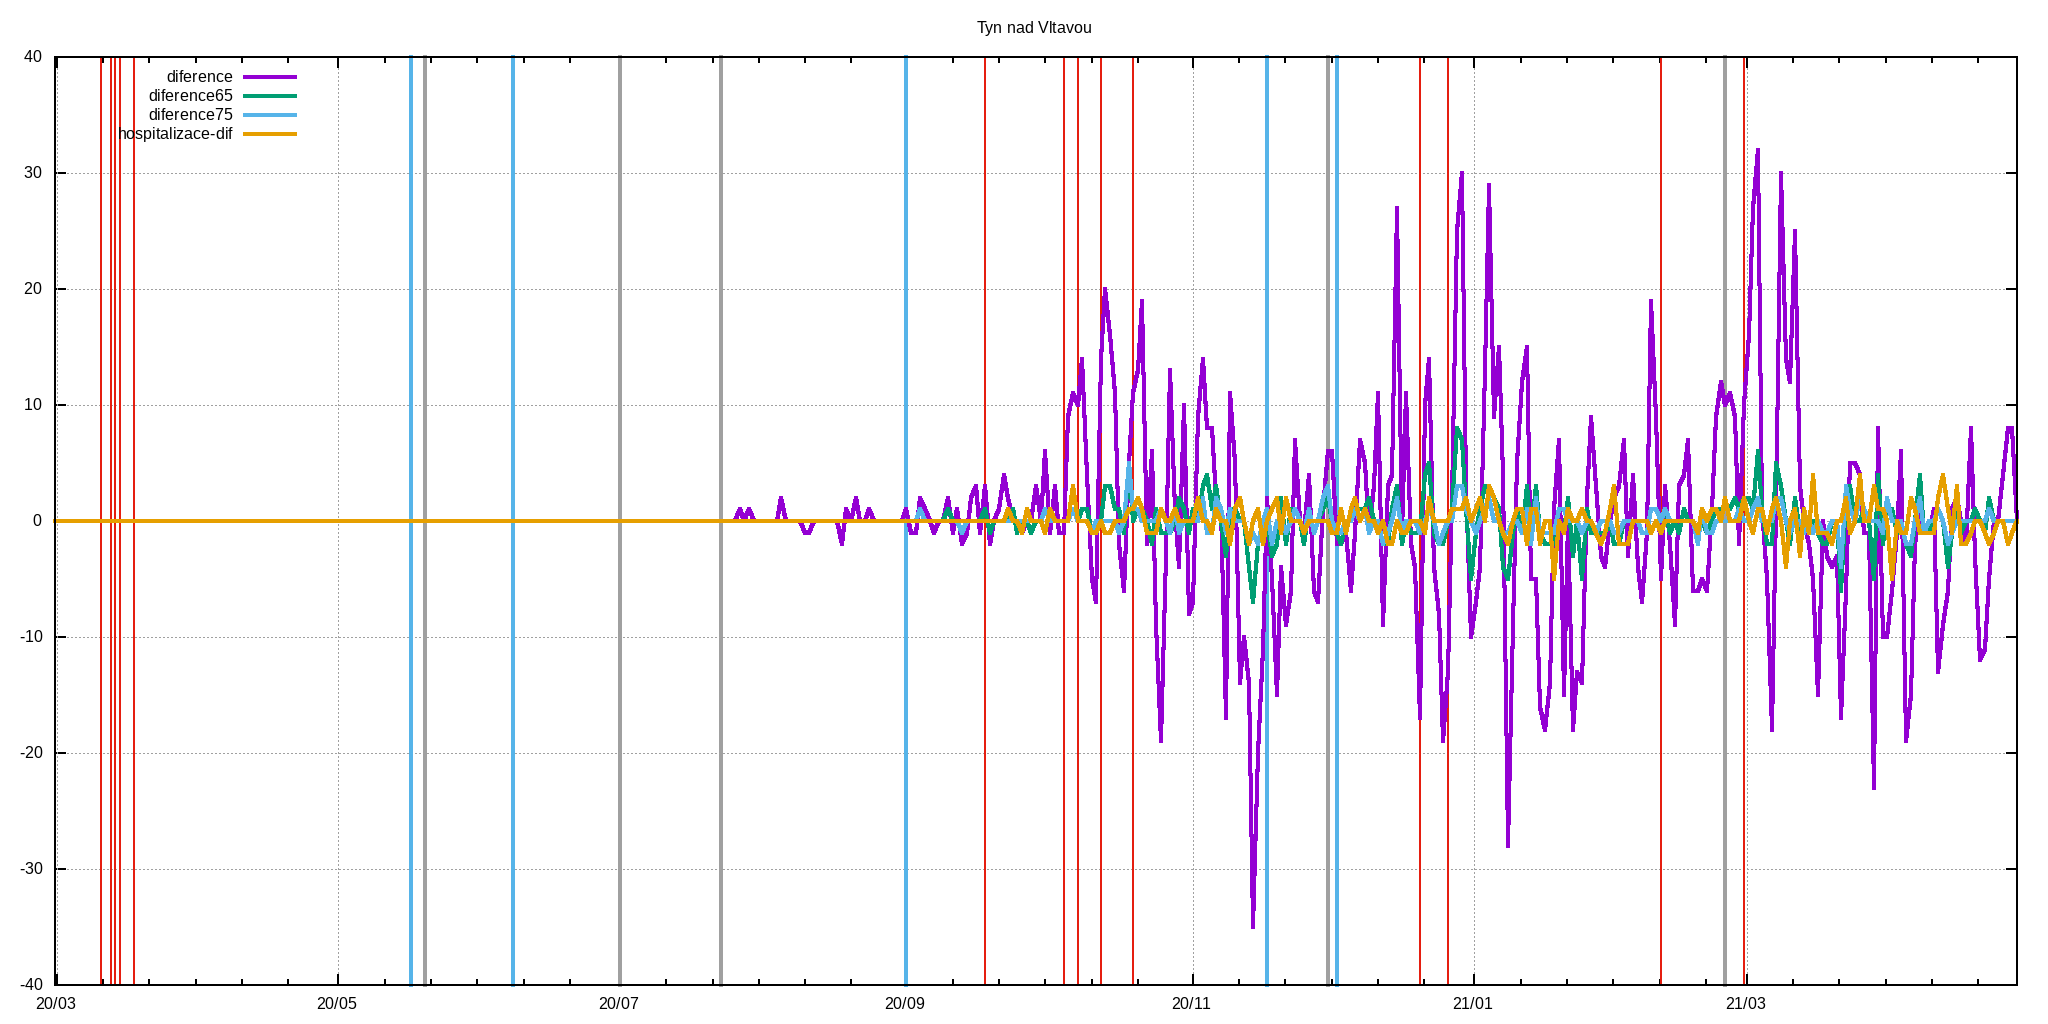 Tyn nad Vltavou
diference
diference65
diference75
hospitalizace-dif
40
30
20
10
0
-10
-20
-30
-40
20/03 20/05 20/07 20/09 20/11 21/01 21/03